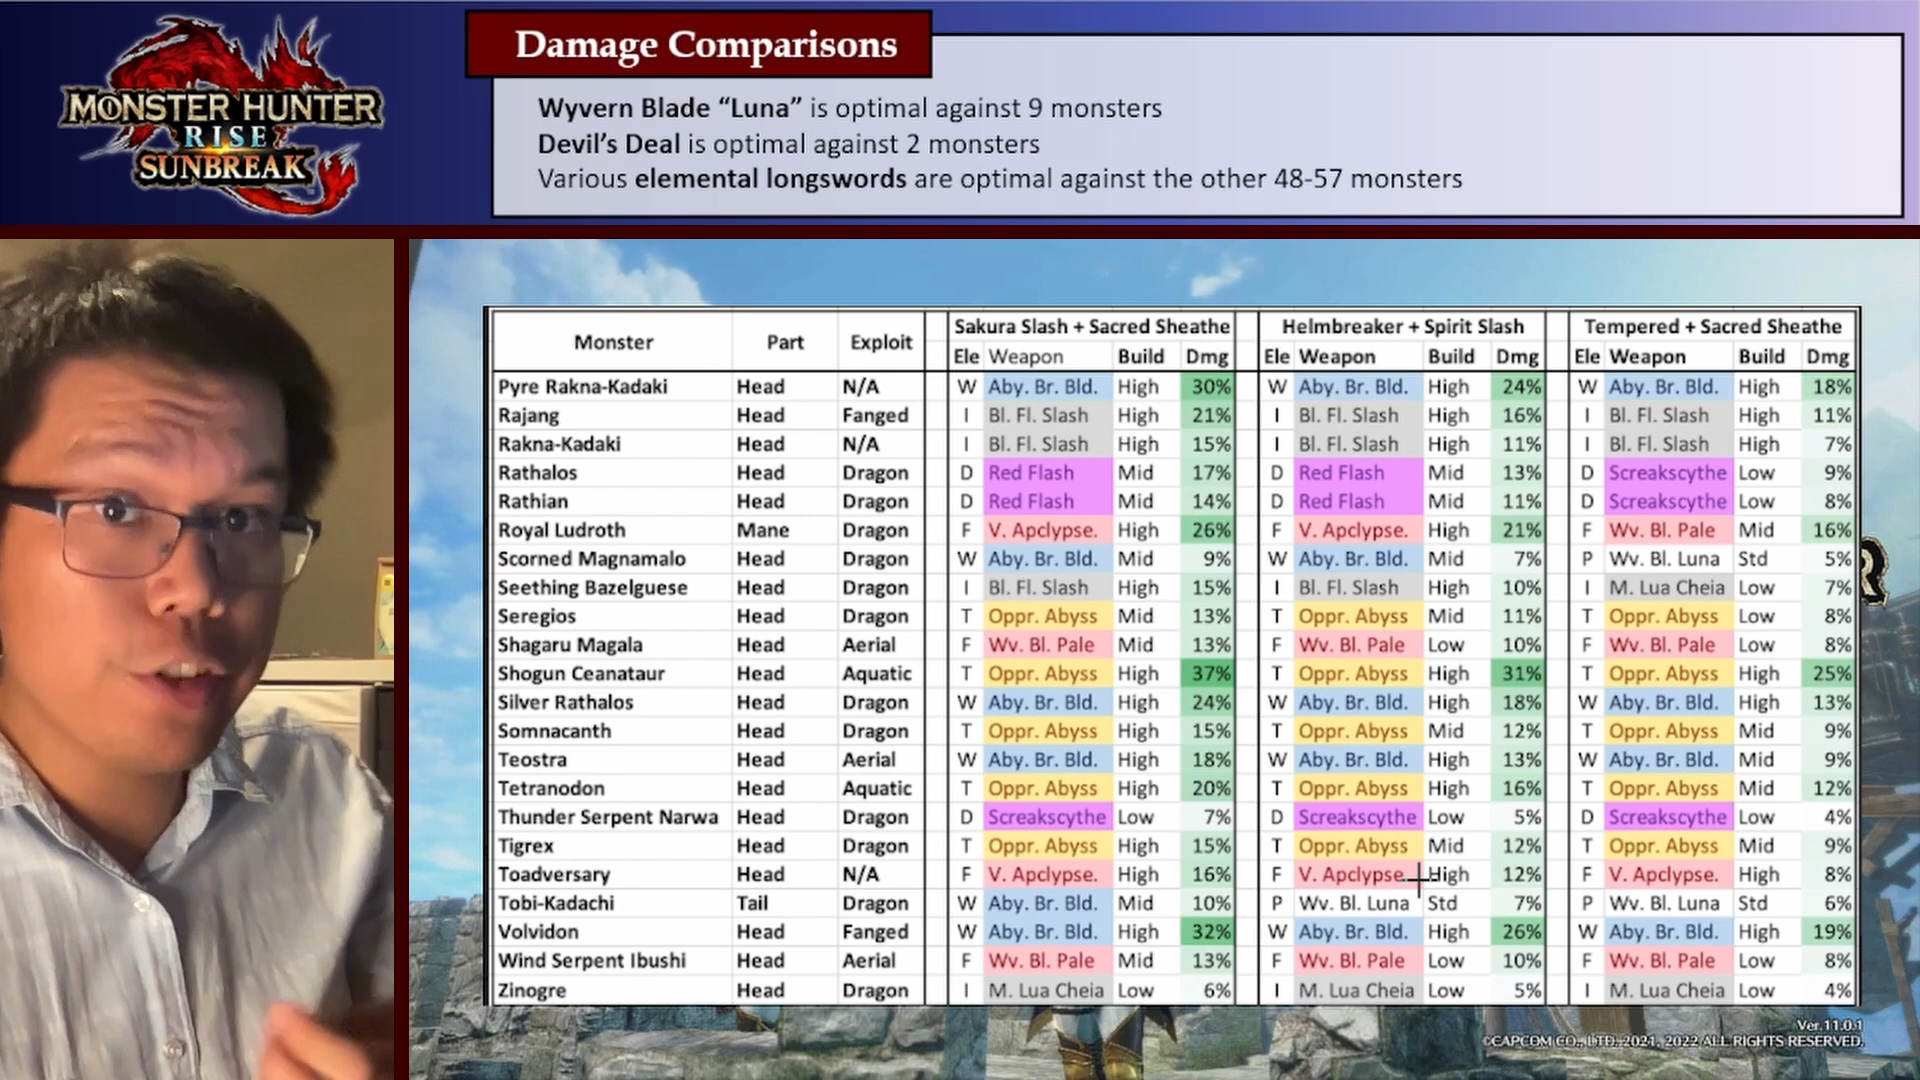 MONSTER HUNTER
RISE
SUNBREAK
Damage Comparisons
Wyvern Blade “Luna” is optimal against 9 monsters
Devil’s Deal is optimal against 2 monsters
Various elemental longswords are optimal against the other 48-57 monsters
Monster Part Exploit Sakura Slash + Sacred Sheathe Helmbreaker + Spirit Slash Tempered + Sacred Sheathe
Ele Weapon Build Dmg Ele Weapon Build Dmg Ele Weapon Build Dmg
Pyre Rakna-Kadaki Head N/A W Aby. Br. Bld. High 30% W Aby. Br. Bld. High 24% W Aby. Br. Bld. High 18%
Rajang Head Fanged I Bl. Fl. Slash High 21% I Bl. Fl. Slash High 16% I Bl. Fl. Slash High 11%
Rakna-Kadaki Head N/A I Bl. Fl. Slash High 15% I Bl. Fl. Slash High 11% I Bl. Fl. Slash High 7%
Rathalos Head Dragon D Red Flash Mid 17% D Red Flash Mid 13% D Screakscythe Low 9%
Rathian Head Dragon D Red Flash Mid 14% D Red Flash Mid 11% D Screakscythe Low 8%
Royal Ludroth Mane Dragon F V. Apclypse. High 26% F V. Apclypse. High 21% F Wv. Bl. Pale Mid 16%
Scorned Magnamalo Head Dragon W Aby. Br. Bld. Mid 9% W Aby. Br. Bld. Mid 7% P Wv. Bl. Luna Std 5%
Seething Bazelguese Head Dragon I Bl. Fl. Slash High 15% I Bl. Fl. Slash High 10% I M. Lua Cheia Low 7%
Seregios Head Dragon T Oppr. Abyss Mid 13% T Oppr. Abyss Mid 11% T Oppr. Abyss Low 8%
Shagaru Magala Head Aerial F Wv. Bl. Pale Mid 13% F Wv. Bl. Pale Low 10% F Wv. Bl. Pale Low 8%
Shogun Ceanataur Head Aquatic T Oppr. Abyss High 37% T Oppr. Abyss High 31% T Oppr. Abyss High 25%
Silver Rathalos Head Dragon W Aby. Br. Bld. High 24% W Aby. Br. Bld. High 18% W Aby. Br. Bld. High 13%
Somnacanth Head Dragon T Oppr. Abyss High 15% T Oppr. Abyss Mid 12% T Oppr. Abyss Mid 9%
Teostra Head Aerial W Aby. Br. Bld. High 18% W Aby. Br. Bld. High 13% W Aby. Br. Bld. Mid 9%
Tetranodon Head Aquatic T Oppr. Abyss High 20% T Oppr. Abyss High 16% T Oppr. Abyss Mid 12%
Thunder Serpent Narwa Head Dragon D Screakscythe Low 7% D Screakscythe Low 5% D Screakscythe Low 4%
Tigrex Head Dragon T Oppr. Abyss High 15% T Oppr. Abyss Mid 12% T Oppr. Abyss Mid 9%
Toadversary Head N/A F V. Apclypse. High 16% F V. Apclypse. High 12% F V. Apclypse. High 8%
Tobi-Kadachi Tail Dragon W Aby. Br. Bld. Mid 10% P Wv. Bl. Luna Std 7% P Wv. Bl. Luna Std 6%
Volvidon Head Fanged W Aby. Br. Bld. High 32% W Aby. Br. Bld. High 26% W Aby. Br. Bld. High 19%
Wind Serpent Ibushi Head Aerial F Wv. Bl. Pale Mid 13% F Wv. Bl. Pale Low 10% F Wv. Bl. Pale Low 8%
Zinogre Head Dragon I M. Lua Cheia Low 6% I M. Lua Cheia Low 5% I M. Lua Cheia Low 4%
R
Ver.11.0.1
©CAPCOM CO., LTD. 2021, 2022 ALL RIGHTS RESERVED.